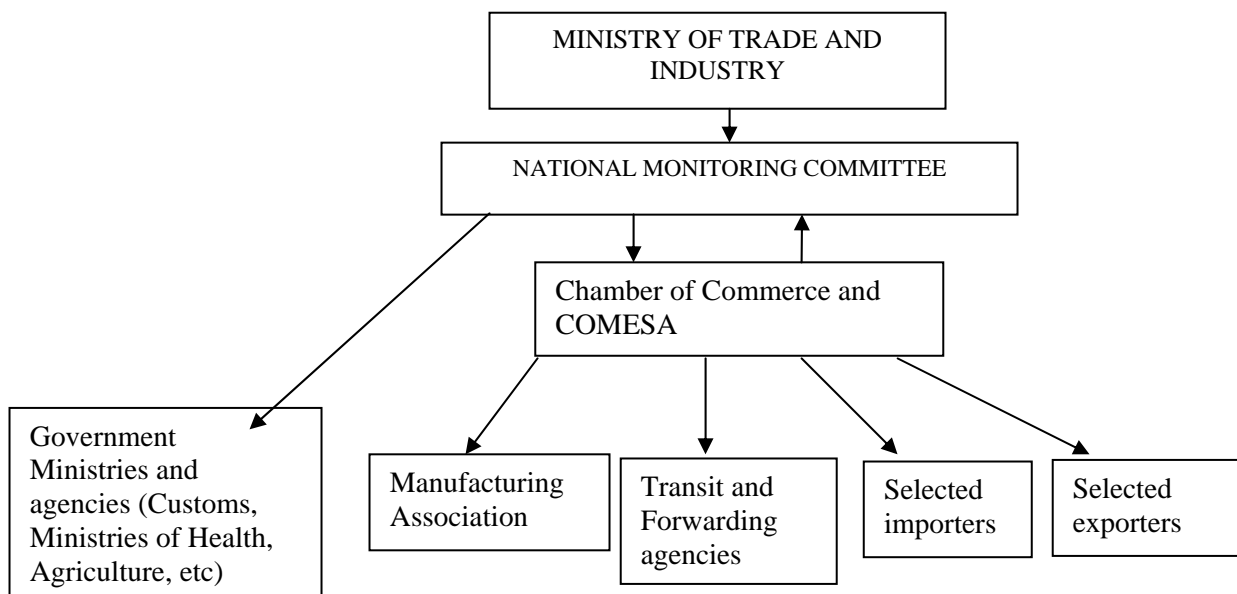 MINISTRY OF TRADE AND
INDUSTRY
NATIONAL MONITORING COMMITTEE
Chamber of Commerce and
COMESA
Government
Ministries and
agencies (Customs,
Ministries of Health,
Agriculture, etc)
Manufacturing
Association
Transit and
Forwarding
agencies
Selected
importers
Selected
exporters